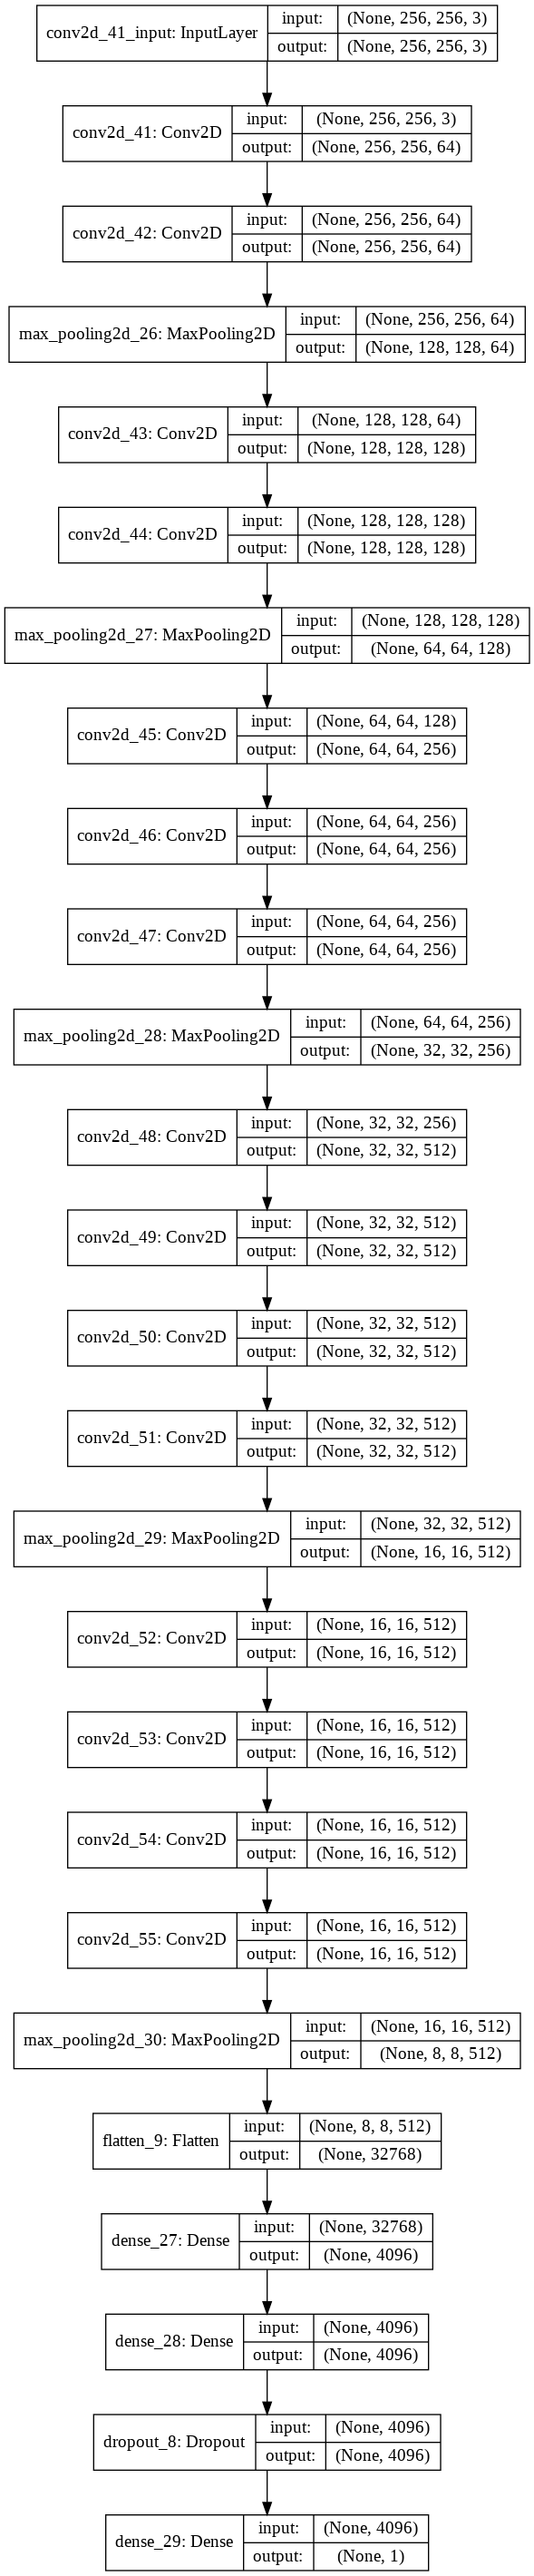 conv2d_41_input: InputLayer
input: (None, 256, 256, 3)
output: (None, 256, 256, 3)
conv2d_41: Conv2D
input: (None, 256, 256, 3)
output: (None, 256, 256, 64)
conv2d_42: Conv2D
input: (None, 256, 256, 64)
output: (None, 256, 256, 64)
max_pooling2d_26: MaxPooling2D
input: (None, 256, 256, 64)
output: (None, 128, 128, 64)
conv2d_43: Conv2D
input: (None, 128, 128, 64)
output: (None, 128, 128, 128)
conv2d_44: Conv2D
input: (None, 128, 128, 128)
output: (None, 128, 128, 128)
max_pooling2d_27: MaxPooling2D
input: (None, 128, 128, 128)
output: (None, 64, 64, 128)
conv2d_45: Conv2D
input: (None, 64, 64, 128)
output: (None, 64, 64, 256)
conv2d_46: Conv2D
input: (None, 64, 64, 256)
output: (None, 64, 64, 256)
conv2d_47: Conv2D
input: (None, 64, 64, 256)
output: (None, 64, 64, 256)
max_pooling2d_28: MaxPooling2D
input: (None, 64, 64, 256)
output: (None, 32, 32, 256)
conv2d_48: Conv2D
input: (None, 32, 32, 256)
output: (None, 32, 32, 512)
conv2d_49: Conv2D
input: (None, 32, 32, 512)
output: (None, 32, 32, 512)
conv2d_50: Conv2D
input: (None, 32, 32, 512)
output: (None, 32, 32, 512)
conv2d_51: Conv2D
input: (None, 32, 32, 512)
output: (None, 32, 32, 512)
max_pooling2d_29: MaxPooling2D
input: (None, 32, 32, 512)
output: (None, 16, 16, 512)
conv2d_52: Conv2D
input: (None, 16, 16, 512)
output: (None, 16, 16, 512)
conv2d_53: Conv2D
input: (None, 16, 16, 512)
output: (None, 16, 16, 512)
conv2d_54: Conv2D
input: (None, 16, 16, 512)
output: (None, 16, 16, 512)
conv2d_55: Conv2D
input: (None, 16, 16, 512)
output: (None, 16, 16, 512)
max_pooling2d_30: MaxPooling2D
input: (None, 16, 16, 512)
output: (None, 8, 8, 512)
flatten_9: Flatten
input: (None, 8, 8, 512)
output: (None, 32768)
dense_27: Dense
input: (None, 32768)
output: (None, 4096)
dense_28: Dense
input: (None, 4096)
output: (None, 4096)
dropout_8: Dropout
input: (None, 4096)
output: (None, 4096)
dense_29: Dense
input: (None, 4096)
output: (None, 1)